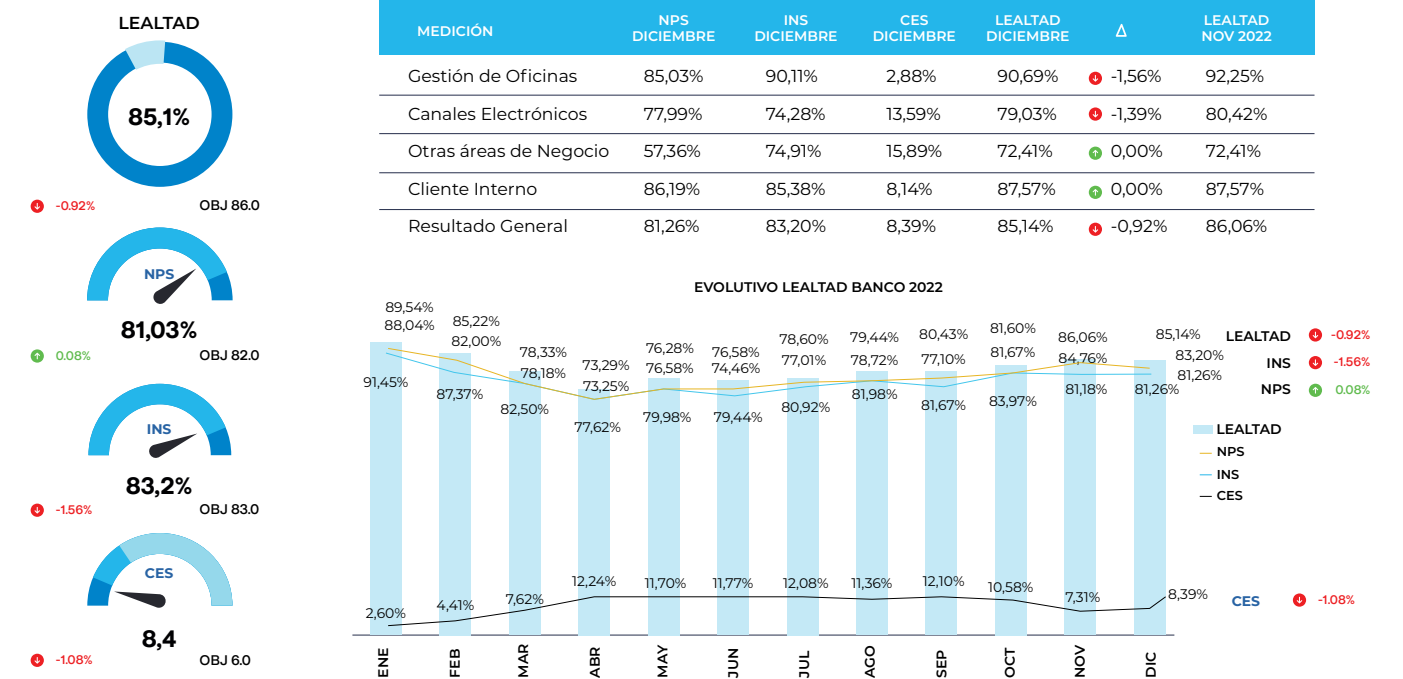 LEALTAD
85,1%
-0.92% OBJ 86.0
NPS
81,03%
0.08% OBJ 82.0
INS
83,2%
-1.56% OBJ 83.0
CES
8,4
-1.08% OBJ 6.0
MEDICIÓN NPS DICIEMBRE INS DICIEMBRE CES DICIEMBRE LEALTAD DICIEMBRE Δ LEALTAD NOV 2022
Gestión de Oficinas 85,03% 90,11% 2,88% 90,69% -1,56% 92,25%
Canales Electrónicos 77,99% 74,28% 13,59% 79,03% -1,39% 80,42%
Otras áreas de Negocio 57,36% 74,91% 15,89% 72,41% 0,00% 72,41%
Cliente Interno 86,19% 85,38% 8,14% 87,57% 0,00% 87,57%
Resultado General 81,26% 83,20% 8,39% 85,14% -0,92% 86,06%
EVOLUTIVO LEALTAD BANCO 2022
89,54% 85,22% 78,33% 73,29% 76,28% 76,58% 78,60% 79,44% 80,43% 81,60% 86,06% 85,14%
88,04% 82,00% 78,18% 73,25% 76,58% 74,46% 77,01% 78,72% 77,10% 81,67% 84,76% 83,20%
91,45% 87,37% 82,50% 77,62% 79,98% 79,44% 80,92% 81,98% 81,67% 83,97% 81,18% 81,26%
81,26%
LEALTAD -0.92%
INS -1.56%
NPS 0.08%
LEALTAD
NPS
INS
CES
2,60% 4,41% 7,62% 12,24% 11,70% 11,77% 12,08% 11,36% 12,10% 10,58% 7,31% 8,39%
CES -1.08%
ENE FEB MAR ABR MAY JUN JUL AGO SEP OCT NOV DIC